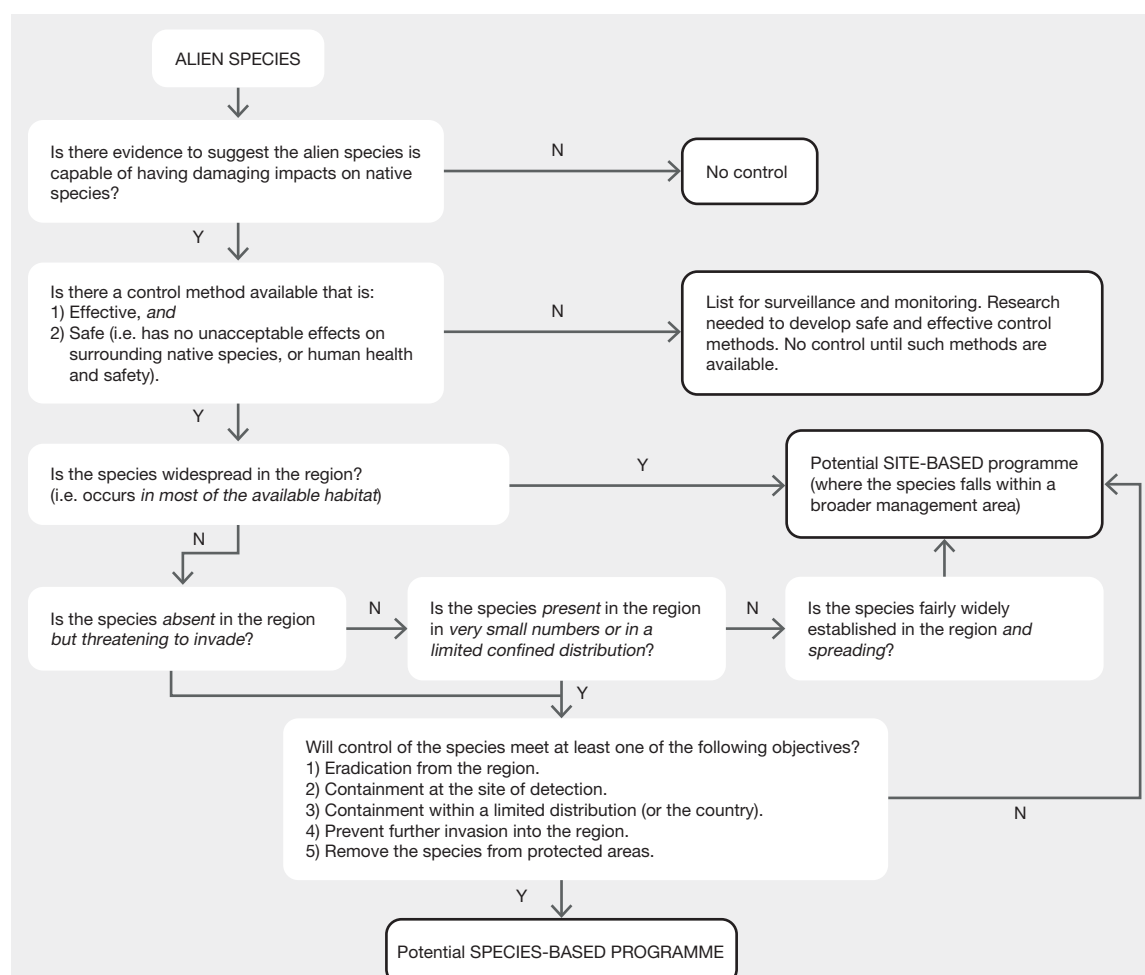 ALIEN SPECIES
Is there evidence to suggest the alien species is
capable of having damaging impacts on native
species?
N
No control
Y
Is there a control method available that is:
1) Effective, and
2) Safe (i.e. has no unacceptable effects on
surrounding native species, or human health
and safety).
N
List for surveillance and monitoring. Research
needed to develop safe and effective control
methods. No control until such methods are
available.
Y
Is the species widespread in the region?
(i.e. occurs in most of the available habitat)
Y
Potential SITE-BASED programme
(where the species falls within a
broader management area)
N
Is the species absent in the region
but threatening to invade?
N
Is the species present in the region
in very small numbers or in a
limited confined distribution?
N
Is the species fairly widely
established in the region and
spreading?
Y
Will control of the species meet at least one of the following objectives?
1) Eradication from the region.
2) Containment at the site of detection.
3) Containment within a limited distribution (or the country).
4) Prevent further invasion into the region.
5) Remove the species from protected areas.
N
Y
Potential SPECIES-BASED PROGRAMME